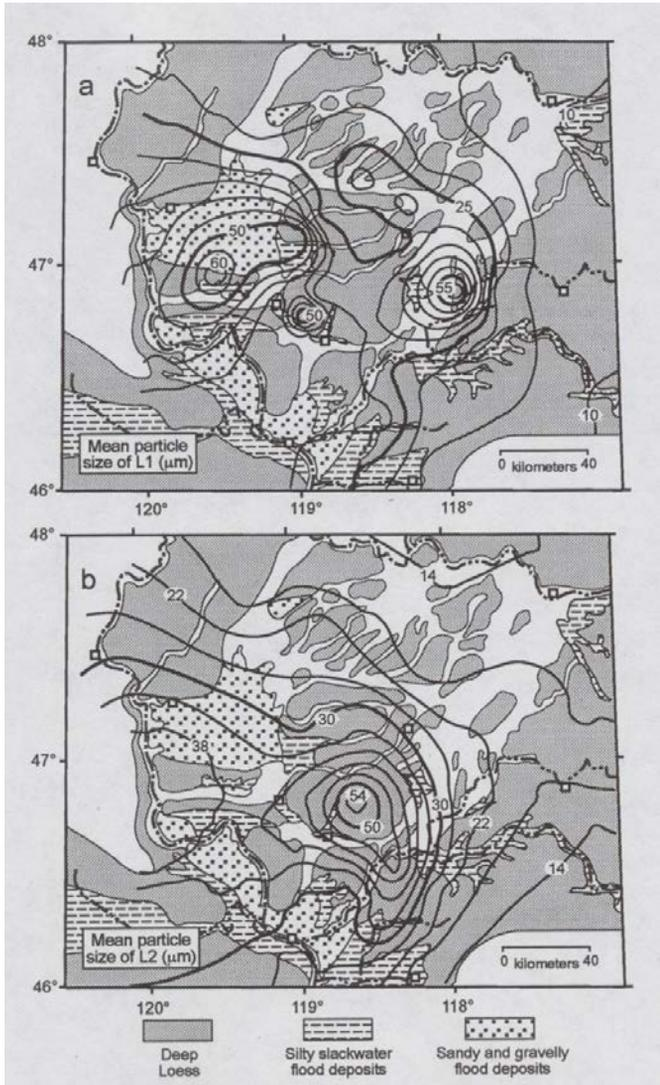 48°
a
10
25
50
47°
60
55
50
Mean particle
size of L1 (μm)
10
0 kilometers 40
46°
120°
119°
118°
48°
b
14
22
30
47°
38
54
30
50
22
14
Mean particle
size of L2 (μm)
0 kilometers 40
46°
120°
119°
118°
Deep
Loess
Silty slackwater
flood deposits
Sandy and gravelly
flood deposits